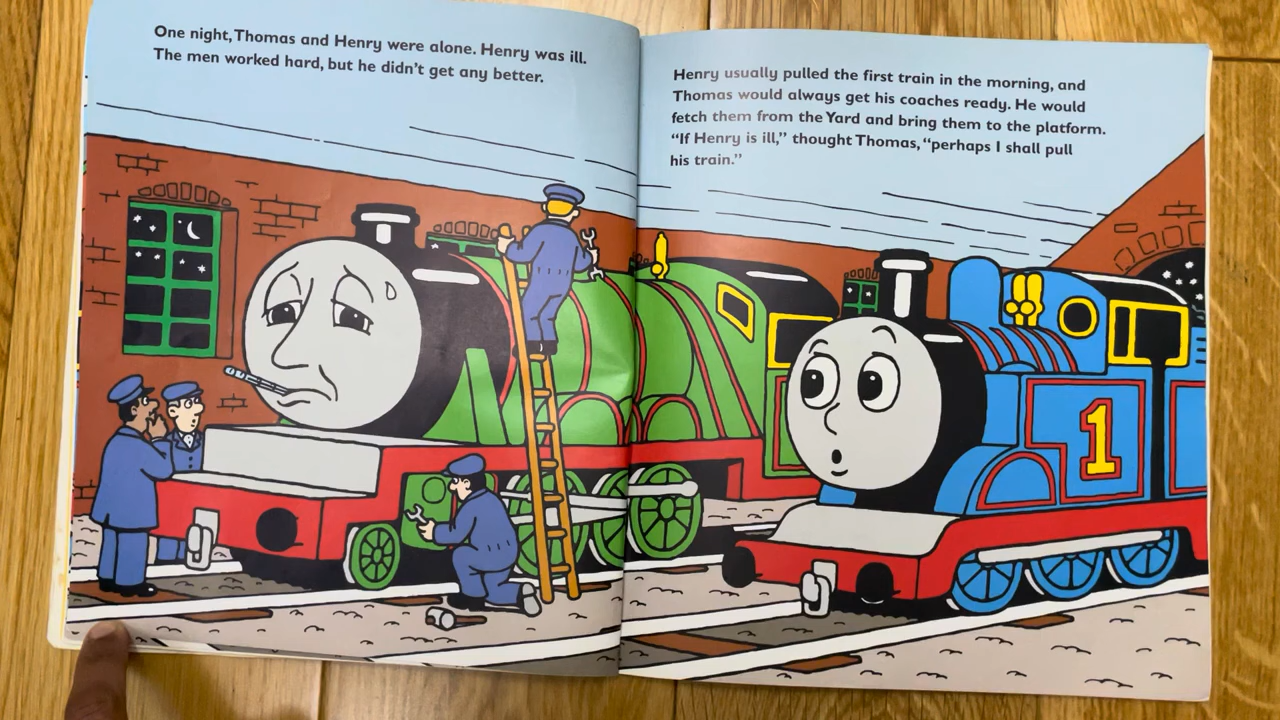 One night, Thomas and Henry were alone. Henry was ill.
The men worked hard, but he didn't get any better.
Henry usually pulled the first train in the morning, and
Thomas would always get his coaches ready. He would
fetch them from the Yard and bring them to the platform.
“If Henry is ill,” thought Thomas, “perhaps I shall pull
his train.”
1